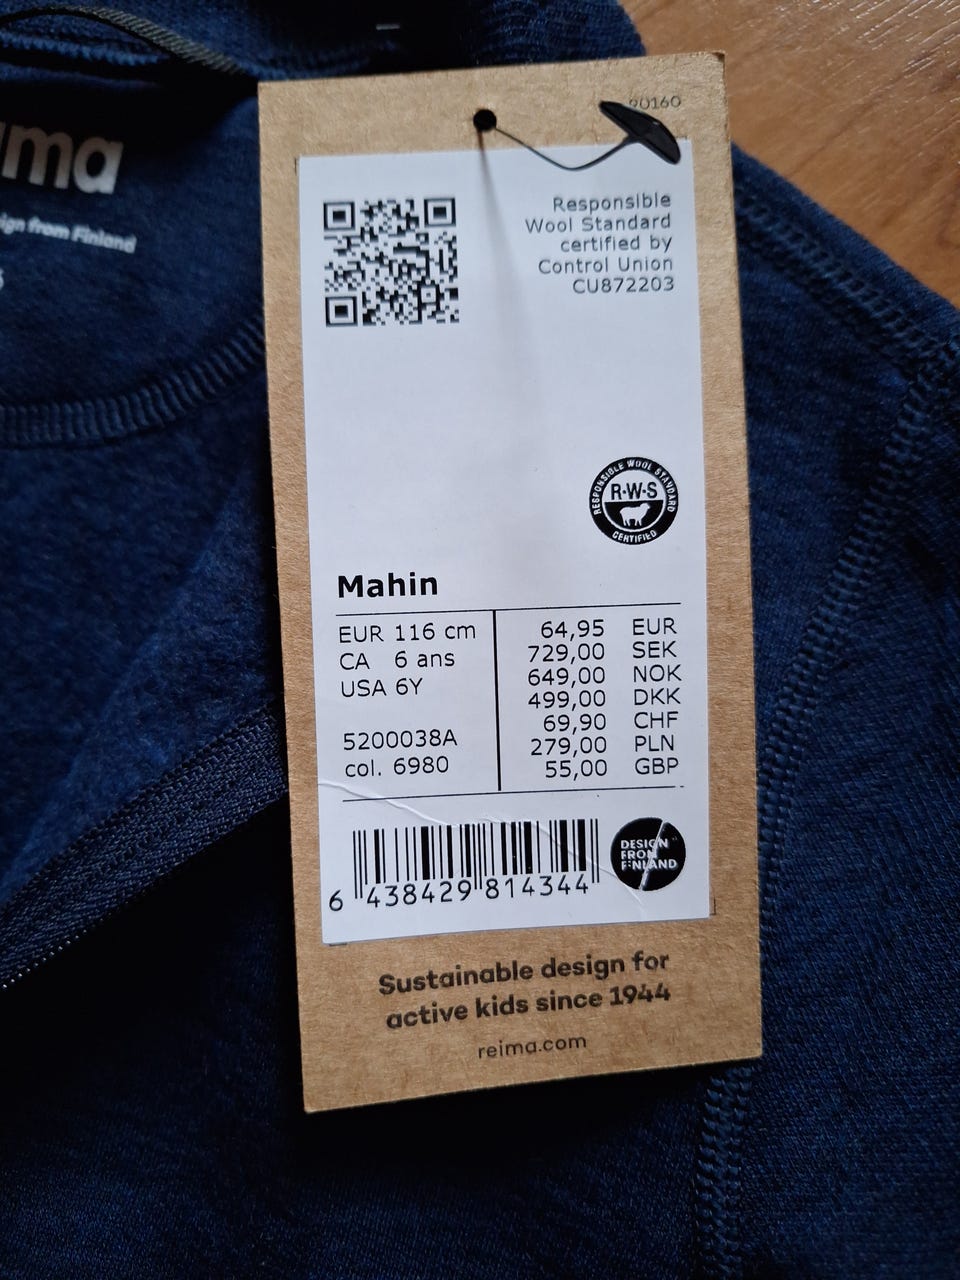 ma
ign from Finland
R0160
Responsible
Wool Standard
certified by
Control Union
CU872203
RESPONSIBLE WOOL STANDARD
R·W·S
CERTIFIED
Mahin
EUR 116 cm
CA 6 ans
USA 6Y
5200038A
col. 6980
64,95 EUR
729,00 SEK
649,00 NOK
499,00 DKK
69,90 CHF
279,00 PLN
55,00 GBP
DESIGN
FROM
FINLAND
6 438429 814344
Sustainable design for
active kids since 1944
reima.com